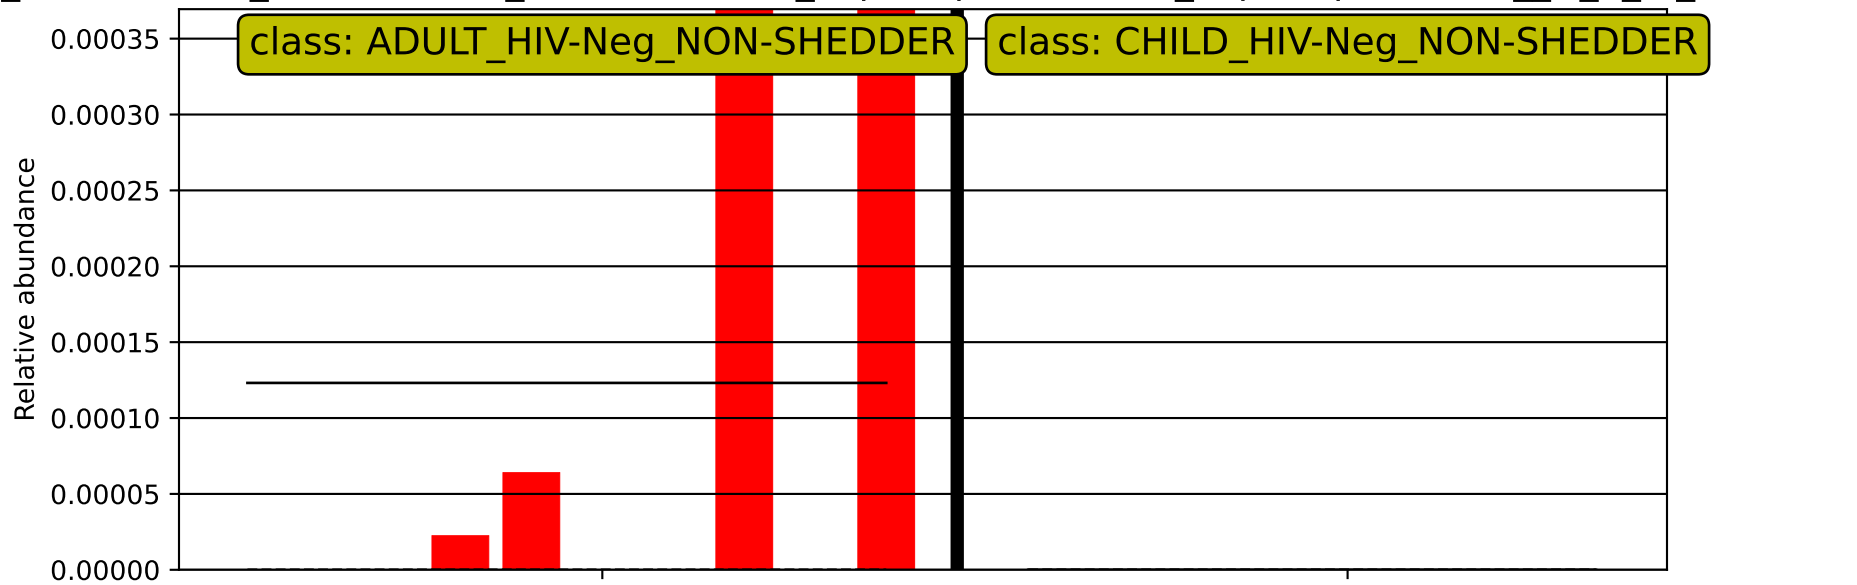 class: ADULT_HIV-Neg_NON-SHEDDER
class: CHILD_HIV-Neg_NON-SHEDDER
Relative abundance
0.00035
0.00030
0.00025
0.00020
0.00015
0.00010
0.00005
0.00000